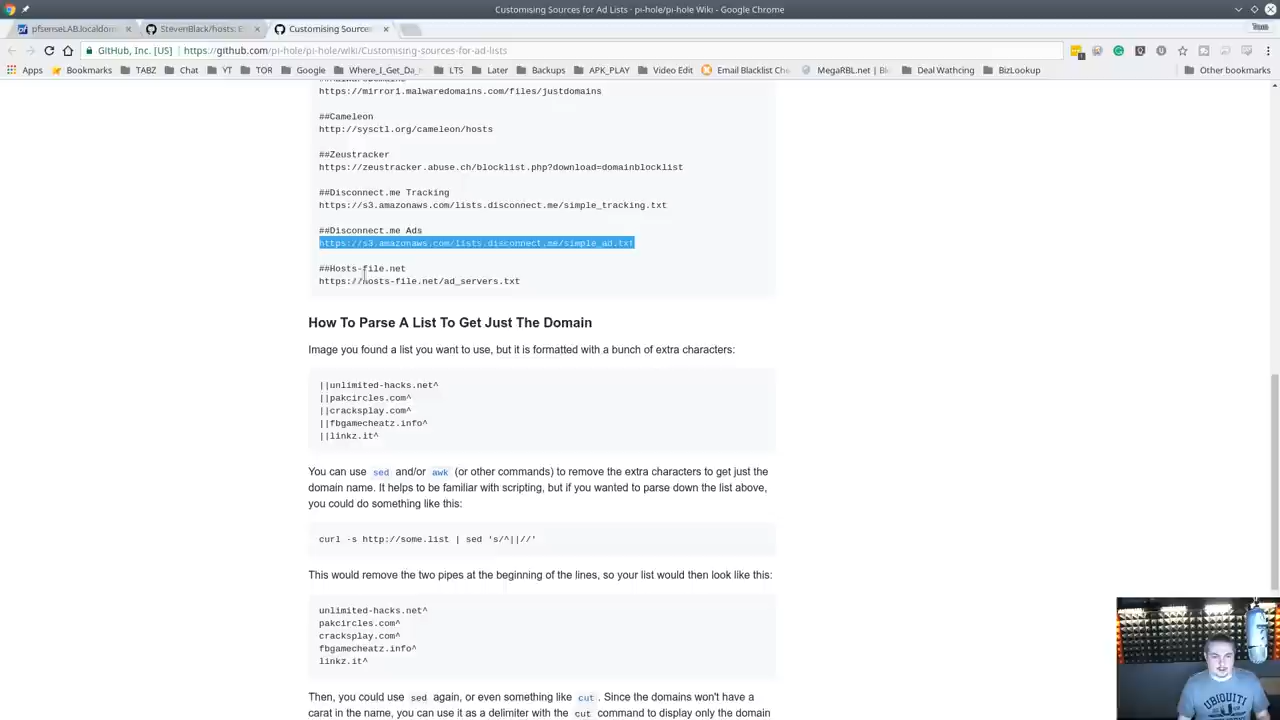 Customising Sources for Ad Lists · pi-hole/pi-hole Wiki - Google Chrome
pfsenseLAB.localdom
StevenBlack/hosts: E
Customising Sources
Tom
GitHub, Inc. [US]
https://github.com/pi-hole/pi-hole/wiki/Customising-sources-for-ad-lists
Apps
Bookmarks
TABZ
Chat
YT
TOR
Google
Where_I_Get_Da_
LTS
Later
Backups
APK_PLAY
Video Edit
Email Blacklist Che
MegaRBL.net | Bl
Deal Wathcing
BizLookup
Other bookmarks
https://mirror1.malwaredomains.com/files/justdomains
##Cameleon
http://sysctl.org/cameleon/hosts
##Zeustracker
https://zeustracker.abuse.ch/blocklist.php?download=domainblocklist
##Disconnect.me Tracking
https://s3.amazonaws.com/lists.disconnect.me/simple_tracking.txt
##Disconnect.me Ads
https://s3.amazonaws.com/lists.disconnect.me/simple_ad.txt
##Hosts-file.net
https://hosts-file.net/ad_servers.txt
How To Parse A List To Get Just The Domain
Image you found a list you want to use, but it is formatted with a bunch of extra characters:
||unlimited-hacks.net^
||pakcircles.com^
||cracksplay.com^
||fbgamecheatz.info^
||linkz.it^
You can use sed and/or awk (or other commands) to remove the extra characters to get just the
domain name. It helps to be familiar with scripting, but if you wanted to parse down the list above,
you could do something like this:
curl -s http://some.list | sed 's/^||//'
This would remove the two pipes at the beginning of the lines, so your list would then look like this:
unlimited-hacks.net^
pakcircles.com^
cracksplay.com^
fbgamecheatz.info^
linkz.it^
Then, you could use sed again, or even something like cut. Since the domains won't have a
carat in the name, you can use it as a delimiter with the cut command to display only the domain
UBIQUITI